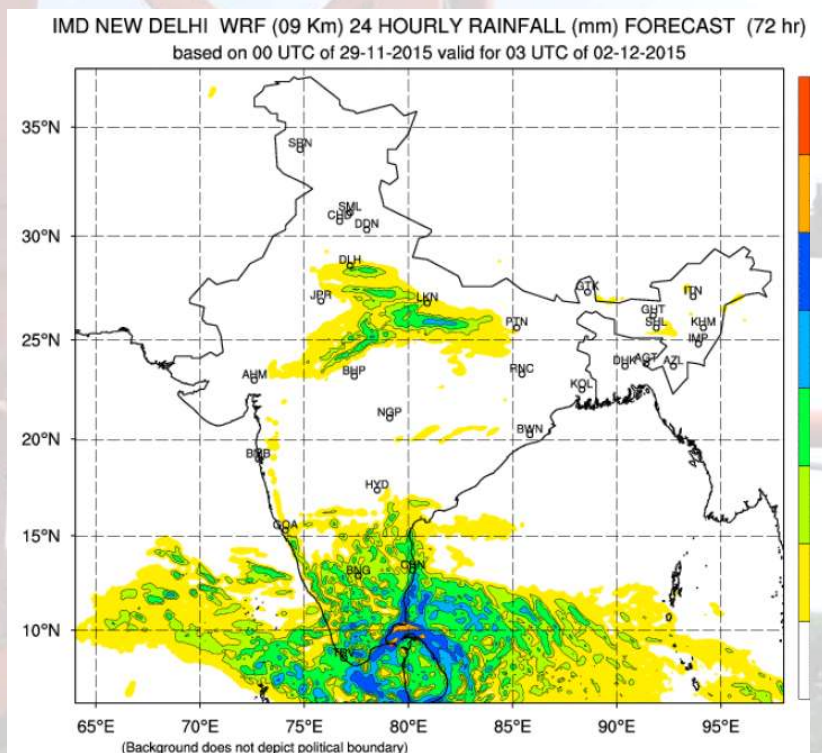 IMD NEW DELHI WRF (09 Km) 24 HOURLY RAINFALL (mm) FORECAST (72 hr)
based on 00 UTC of 29-11-2015 valid for 03 UTC of 02-12-2015
35°N
SRN
SML
CHD
DDN
30°N
DLH
JPR
LKN
GTK
ITN
GHT
PTN
SHL
KHM
25°N
IMP
AHM
BHP
RNC
DHK
AGT
AZL
KOL
NGP
BWN
20°N
BMB
HYD
GOA
15°N
BNG
CHN
10°N
TRV
65°E 70°E 75°E 80°E 85°E 90°E 95°E
(Background does not depict political boundary)